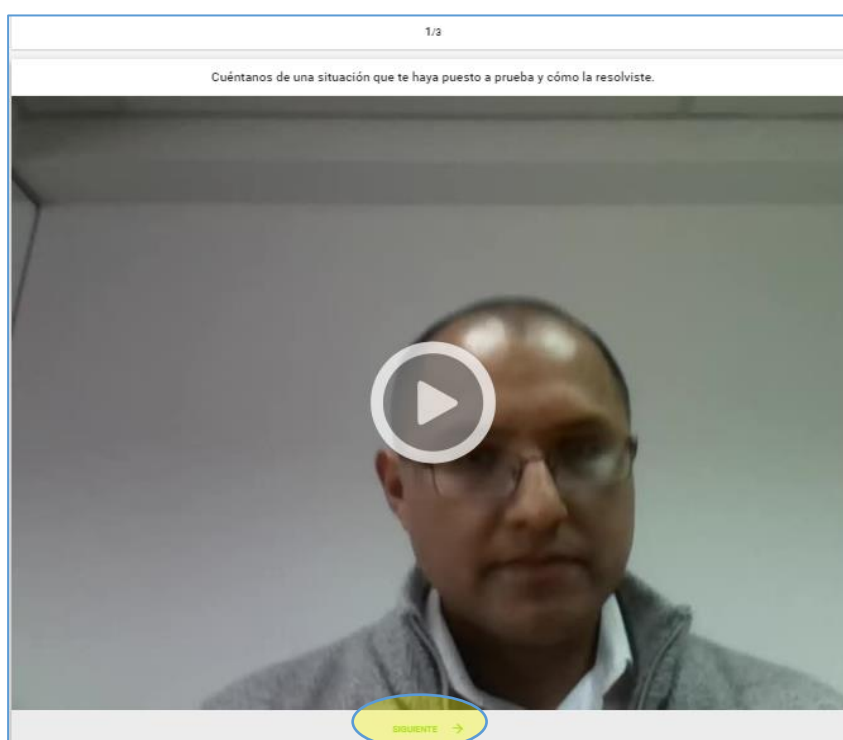 1/3
Cuéntanos de una situación que te haya puesto a prueba y cómo la resolviste.
SIGUIENTE →